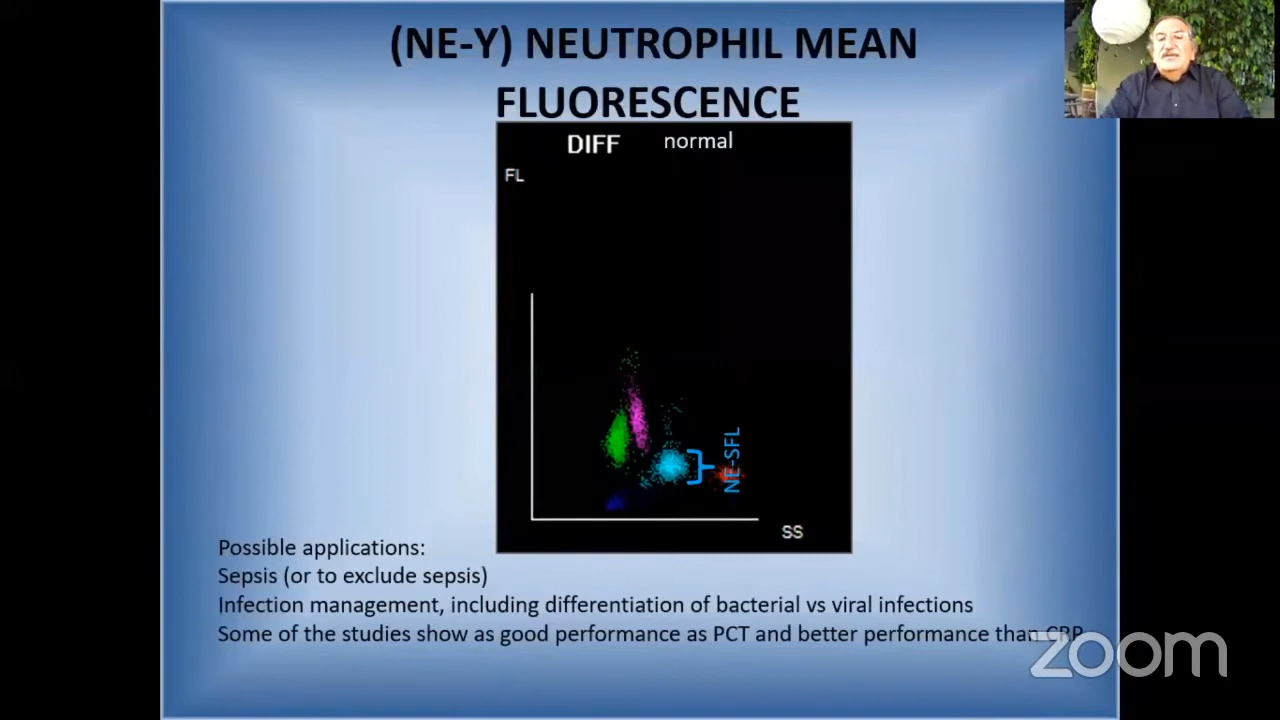 (NE-Y) NEUTROPHIL MEAN
FLUORESCENCE
DIFF normal
FL
NE-SFL
SS
Possible applications:
Sepsis (or to exclude sepsis)
Infection management, including differentiation of bacterial vs viral infections
Some of the studies show as good performance as PCT and better performance than CRP
zoom